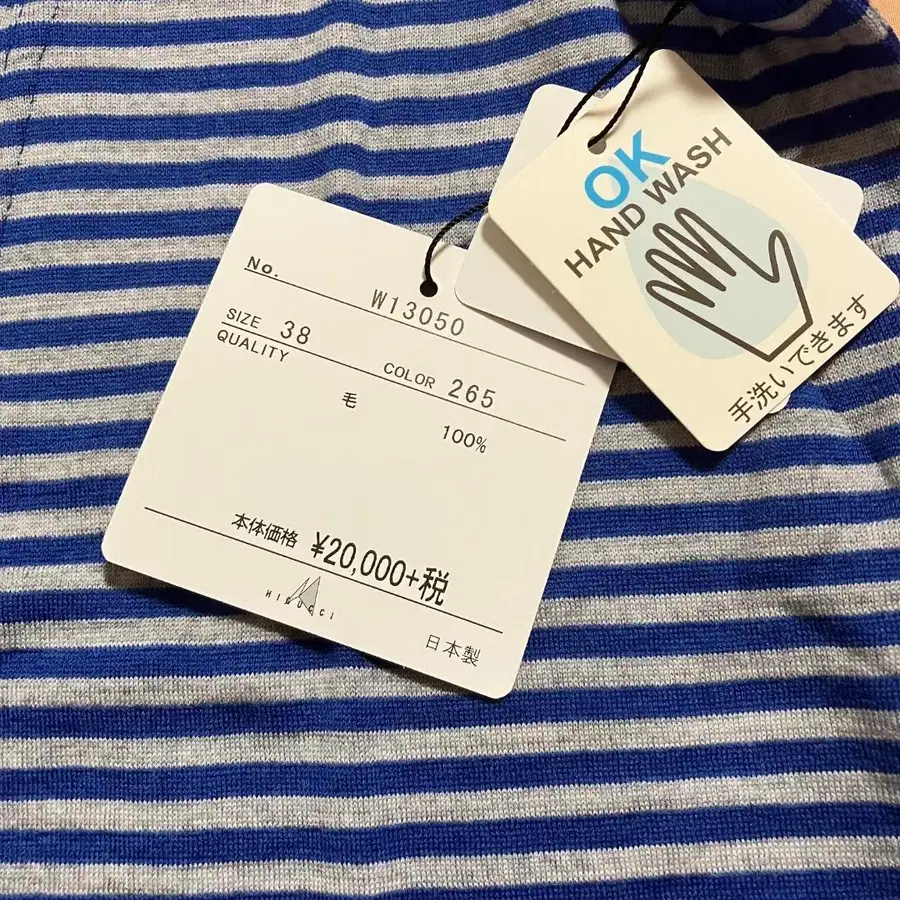 No.
W13050
SIZE 38
COLOR 265
QUALITY
毛
100%
本体価格 ¥20,000+税
HIGUCCI
日本製
OK
HAND WASH
手洗いできます